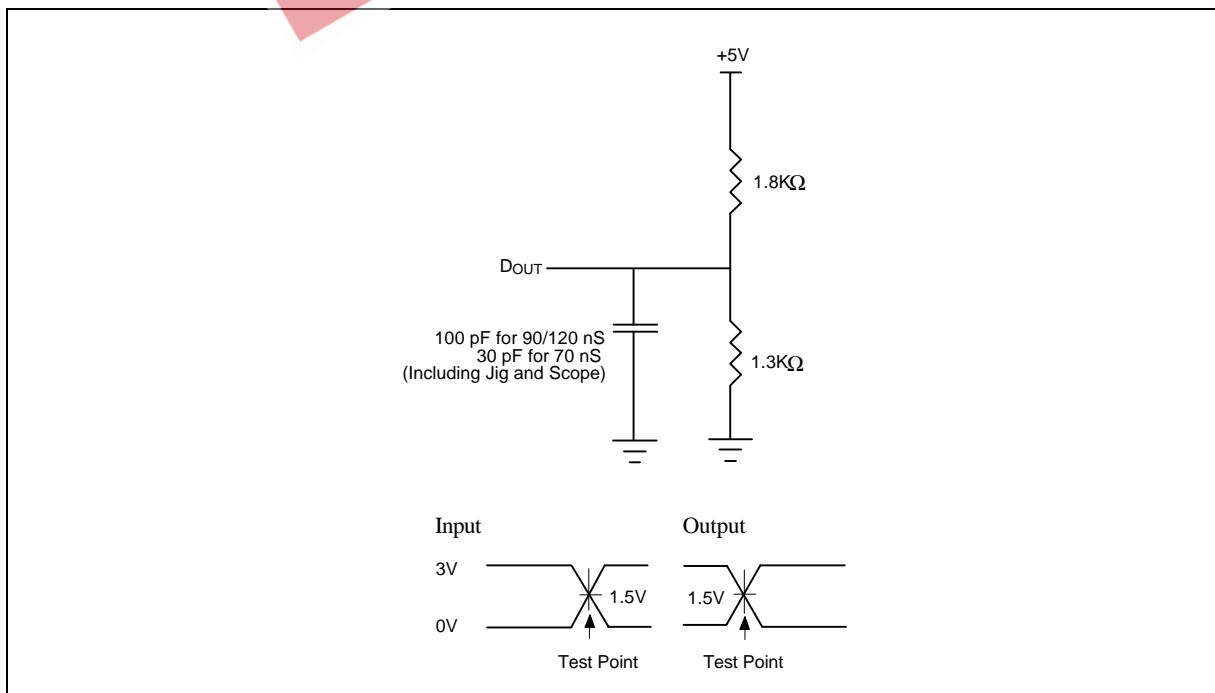 +5V
1.8KΩ
DOUT
100 pF for 90/120 nS
30 pF for 70 nS
(Including Jig and Scope)
1.3KΩ
Input Output
3V
1.5V 1.5V
0V
Test Point Test Point